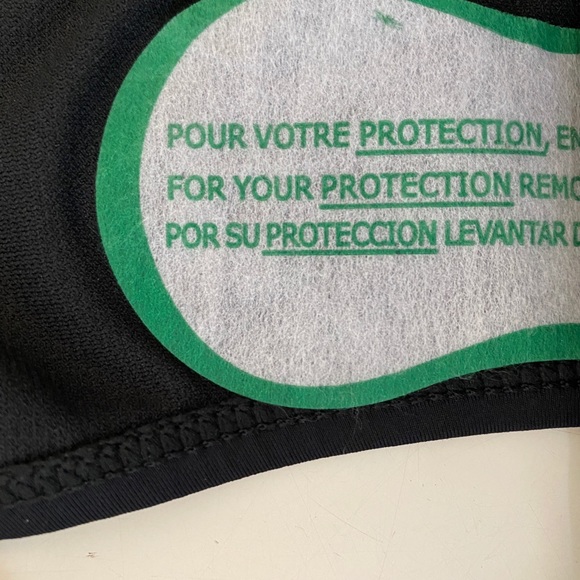 POUR VOTRE PROTECTION, EN
FOR YOUR PROTECTION REMO
POR SU PROTECCION LEVANTAR D